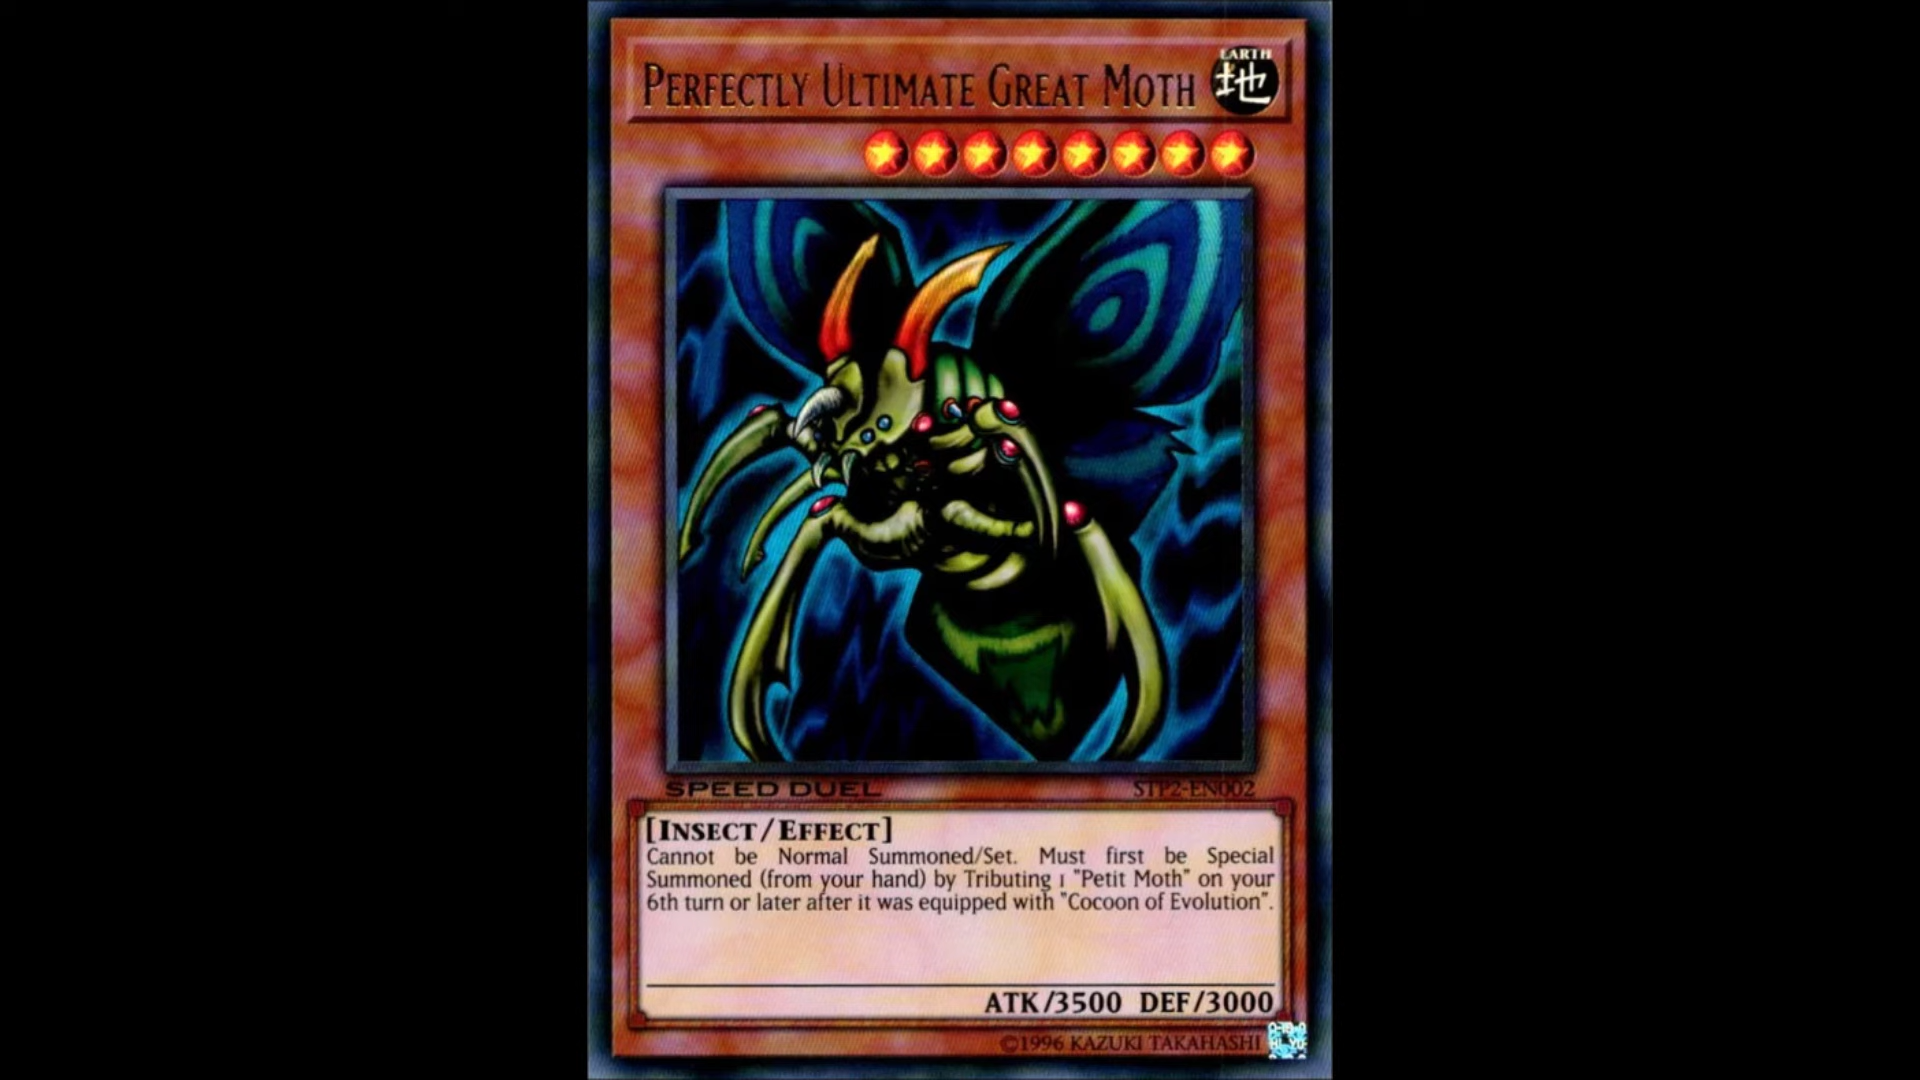 Perfectly Ultimate Great Moth
EARTH
地
SPEED DUEL
STP2-EN002
[Insect/Effect]
Cannot be Normal Summoned/Set. Must first be Special
Summoned (from your hand) by Tributing 1 "Petit Moth" on your
6th turn or later after it was equipped with "Cocoon of Evolution".
ATK/3500 DEF/3000
©1996 KAZUKI TAKAHASHI